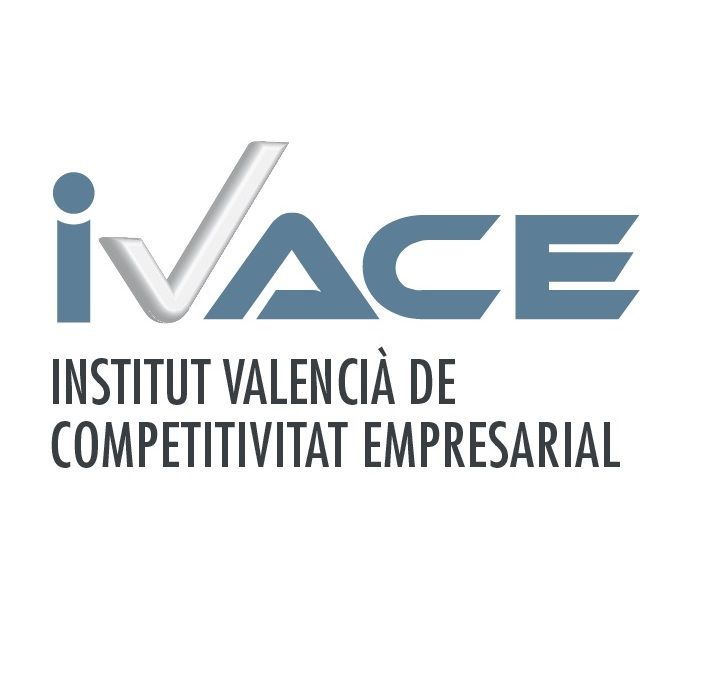 iVACE
INSTITUT VALENCIÀ DE
COMPETITIVITAT EMPRESARIAL